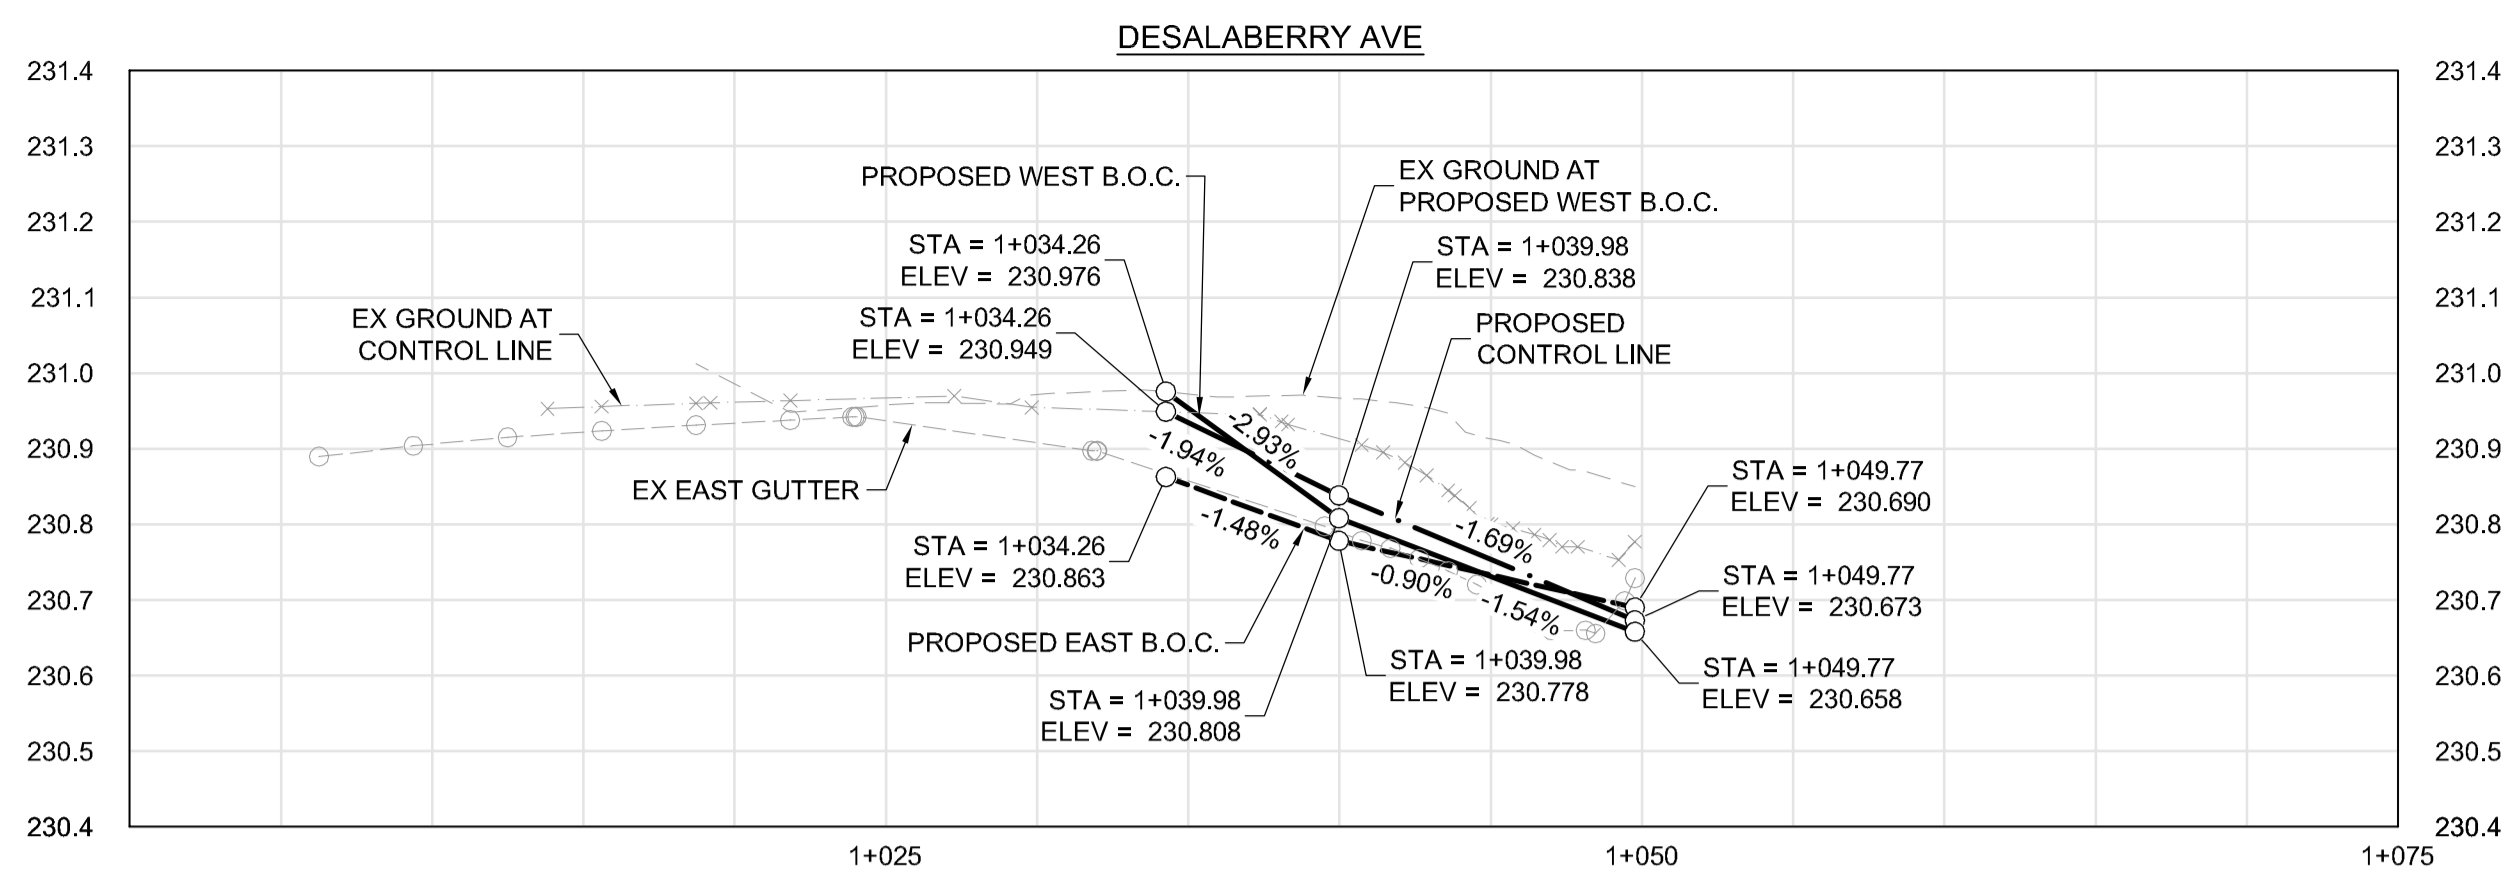 DESALABERRY AVE
231.4
231.3
231.2
231.1
231.0
230.9
230.8
230.7
230.6
230.5
230.4
231.4
231.3
231.2
231.1
231.0
230.9
230.8
230.7
230.6
230.5
230.4
PROPOSED WEST B.O.C.
EX GROUND AT
PROPOSED WEST B.O.C.
STA = 1+034.26
ELEV = 230.976
STA = 1+039.98
ELEV = 230.838
EX GROUND AT
CONTROL LINE
STA = 1+034.26
ELEV = 230.949
PROPOSED
CONTROL LINE
-2.93%
-1.94%
EX EAST GUTTER
-1.48%
-1.69%
STA = 1+049.77
ELEV = 230.690
STA = 1+034.26
ELEV = 230.863
-0.90%
-1.54%
STA = 1+049.77
ELEV = 230.673
PROPOSED EAST B.O.C.
STA = 1+039.98
ELEV = 230.778
STA = 1+049.77
ELEV = 230.658
STA = 1+039.98
ELEV = 230.808
1+025
1+050
1+075